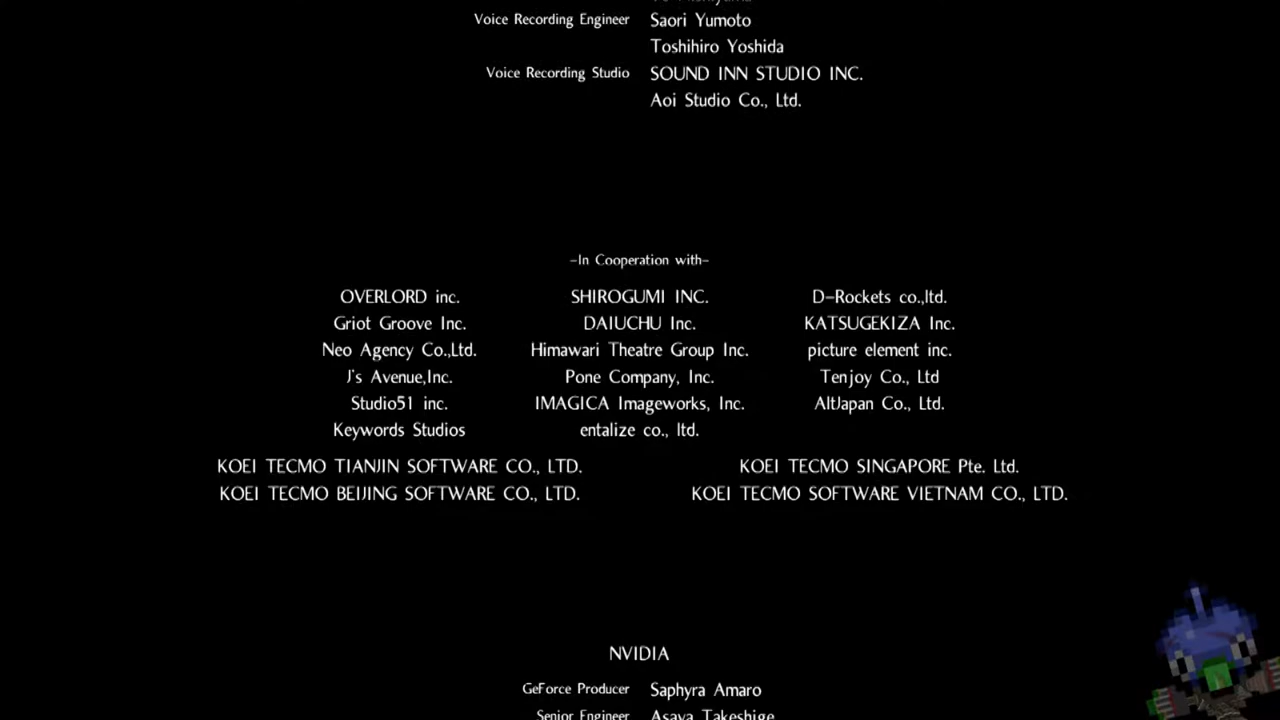 Voice Recording Engineer Saori Yumoto
Toshihiro Yoshida
Voice Recording Studio SOUND INN STUDIO INC.
Aoi Studio Co., Ltd.
-In Cooperation with-
OVERLORD inc. SHIROGUMI INC. D-Rockets co.,ltd.
Griot Groove Inc. DAIUCHU Inc. KATSUGEKIZA Inc.
Neo Agency Co.,Ltd. Himawari Theatre Group Inc. picture element inc.
J's Avenue,Inc. Pone Company, Inc. Tenjoy Co., Ltd
Studio51 inc. IMAGICA Imageworks, Inc. AltJapan Co., Ltd.
Keywords Studios entalize co., ltd.
KOEI TECMO TIANJIN SOFTWARE CO., LTD. KOEI TECMO SINGAPORE Pte. Ltd.
KOEI TECMO BEIJING SOFTWARE CO., LTD. KOEI TECMO SOFTWARE VIETNAM CO., LTD.
NVIDIA
GeForce Producer Saphyra Amaro
Senior Engineer Asaya Takeshige